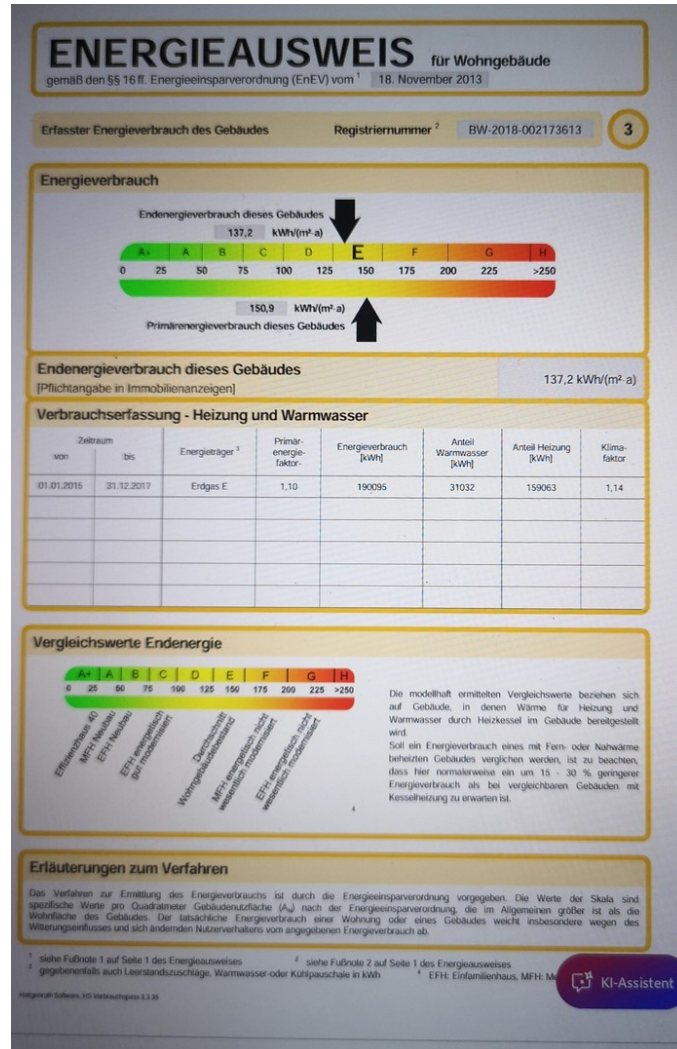 ENERGIEAUSWEIS für Wohngebäude
gemäß den §§ 16 ff. Energieeinsparverordnung (EnEV) vom ¹ 18. November 2013
Erfasster Energieverbrauch des Gebäudes Registriernummer ² BW-2018-002173613 3
Energieverbrauch
Endenergieverbrauch dieses Gebäudes
137,2 kWh/(m²·a)
A+ A B C D E F G H
0 25 50 75 100 125 150 175 200 225 >250
150,9 kWh/(m²·a)
Primärenergieverbrauch dieses Gebäudes
Endenergieverbrauch dieses Gebäudes
[Pflichtangabe in Immobilienanzeigen]
137,2 kWh/(m²·a)
Verbrauchserfassung - Heizung und Warmwasser
Zeitraum
von bis
Energieträger ³
Primär-
energie-
faktor-
Energieverbrauch
[kWh]
Anteil
Warmwasser
[kWh]
Anteil Heizung
[kWh]
Klima-
faktor
01.01.2015 31.12.2017 Erdgas E 1,10 190095 31032 159063 1,14
Vergleichswerte Endenergie
A+ A B C D E F G H
0 25 50 75 100 125 150 175 200 225 >250
Effizienzhaus 40
MFH Neubau
EFH Neubau
EFH energetisch
gut modernisiert
Durchschnitt
Wohngebäudebestand
MFH energetisch nicht
wesentlich modernisiert
EFH energetisch nicht
wesentlich modernisiert
4
Die modellhaft ermittelten Vergleichswerte beziehen sich
auf Gebäude, in denen Wärme für Heizung und
Warmwasser durch Heizkessel im Gebäude bereitgestellt
wird.
Soll ein Energieverbrauch eines mit Fern- oder Nahwärme
beheizten Gebäudes verglichen werden, ist zu beachten,
dass hier normalerweise ein um 15 - 30 % geringerer
Energieverbrauch als bei vergleichbaren Gebäuden mit
Kesselheizung zu erwarten ist.
Erläuterungen zum Verfahren
Das Verfahren zur Ermittlung des Energieverbrauchs ist durch die Energieeinsparverordnung vorgegeben. Die Werte der Skala sind
spezifische Werte pro Quadratmeter Gebäudenutzfläche (Aₙ) nach der Energieeinsparverordnung, die im Allgemeinen größer ist als die
Wohnfläche des Gebäudes. Der tatsächliche Energieverbrauch einer Wohnung oder eines Gebäudes weicht insbesondere wegen des
Witterungseinflusses und sich ändernden Nutzerverhaltens vom angegebenen Energieverbrauch ab.
¹ siehe Fußnote 1 auf Seite 1 des Energieausweises ² siehe Fußnote 2 auf Seite 1 des Energieausweises
³ gegebenenfalls auch Leerstandszuschläge, Warmwasser-oder Kühlpauschale in kWh ⁴ EFH: Einfamilienhaus, MFH:
Hottgenroth Software, HS Verbrauchspass 3.3.30
KI-Assistent